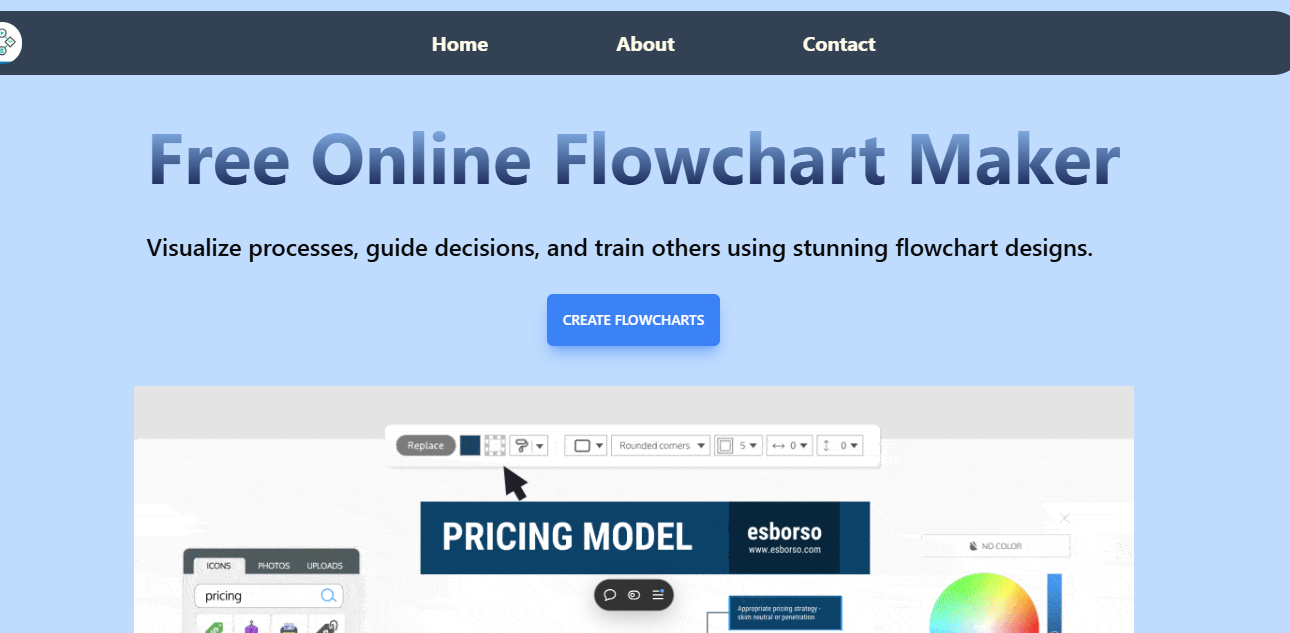 Home About Contact
Free Online Flowchart Maker
Visualize processes, guide decisions, and train others using stunning flowchart designs.
CREATE FLOWCHARTS
Replace Rounded corners 5 0 0
PRICING MODEL
esborso
www.esborso.com
NO COLOR
ICONS PHOTOS UPLOADS
pricing
Appropriate pricing strategy -
skim neutral or penetration